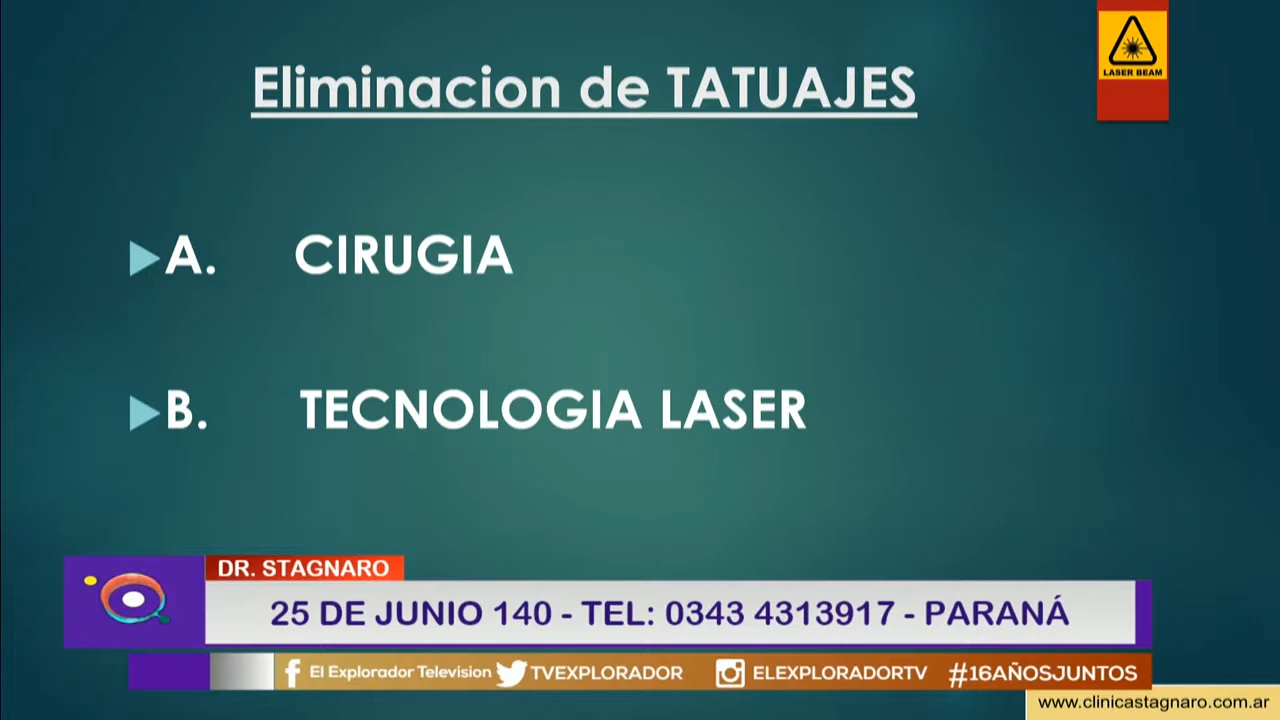 Eliminacion de TATUAJES
LASER BEAM
A. CIRUGIA
B. TECNOLOGIA LASER
DR. STAGNARO
25 DE JUNIO 140 - TEL: 0343 4313917 - PARANÁ
El Explorador Television TVEXPLORADOR ELEXPLORADORTV #16AÑOSJUNTOS
www.clinicastagnaro.com.ar